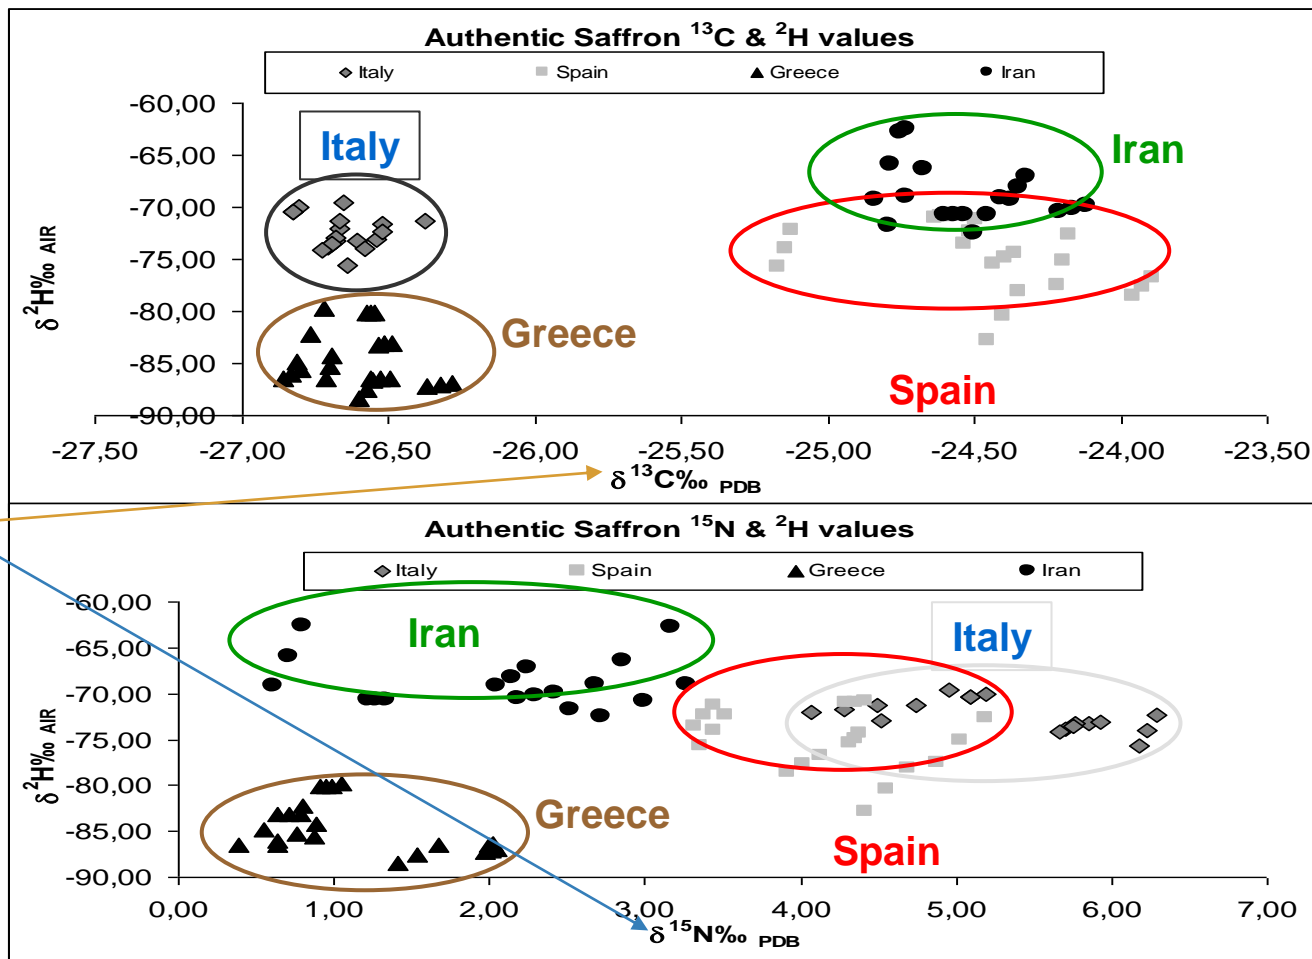 Authentic Saffron ¹³C & ²H values
Italy Spain Greece Iran
-60,00
-65,00
-70,00
-75,00
-80,00
-85,00
-90,00
δ ²H‰ AIR
Italy
Iran
Greece
Spain
-27,50 -27,00 -26,50 -26,00 -25,50 -25,00 -24,50 -24,00 -23,50
δ ¹³C‰ PDB
Authentic Saffron ¹⁵N & ²H values
Italy Spain Greece Iran
-60,00
-65,00
-70,00
-75,00
-80,00
-85,00
-90,00
δ ²H‰ AIR
Iran
Italy
Greece
Spain
0,00 1,00 2,00 3,00 4,00 5,00 6,00 7,00
δ ¹⁵N‰ PDB